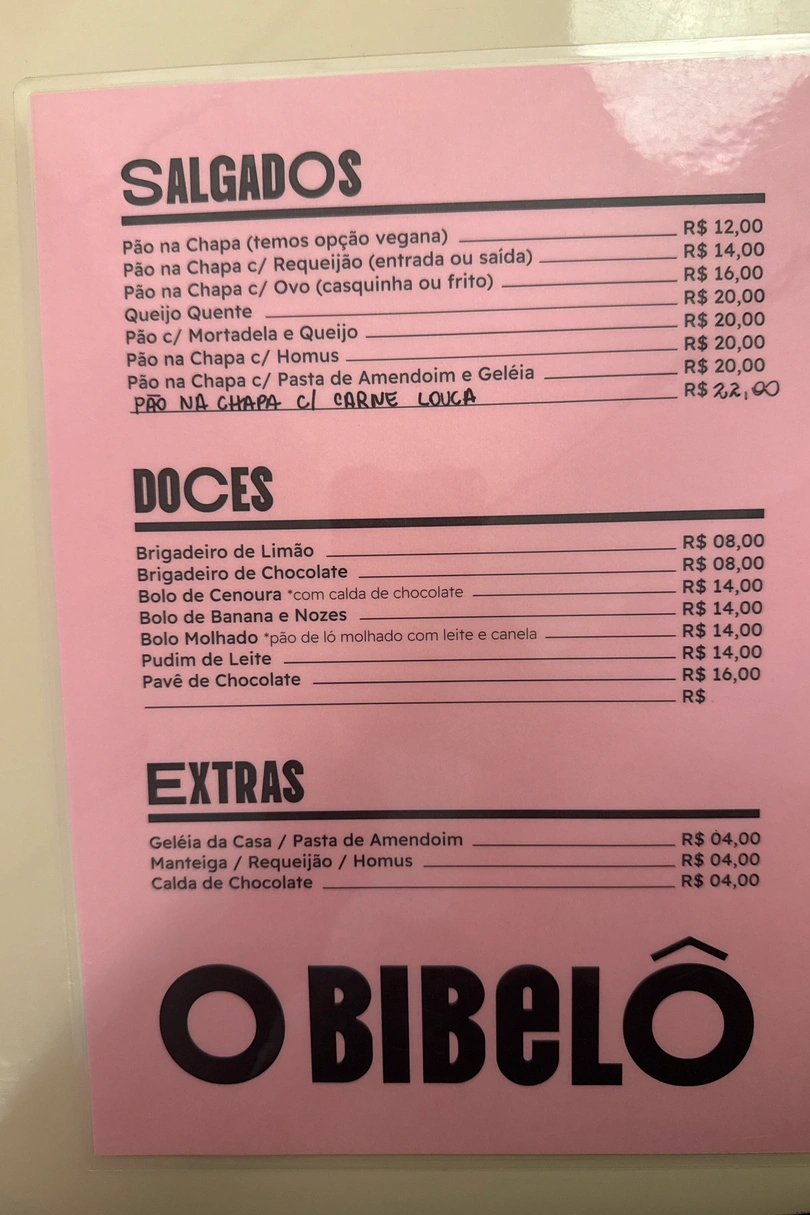 SALGADOS
Pão na Chapa (temos opção vegana) R$ 12,00
Pão na Chapa c/ Requeijão (entrada ou saída) R$ 14,00
Pão na Chapa c/ Ovo (casquinha ou frito) R$ 16,00
Queijo Quente R$ 20,00
Pão c/ Mortadela e Queijo R$ 20,00
Pão na Chapa c/ Homus R$ 20,00
Pão na Chapa c/ Pasta de Amendoim e Geléia R$ 20,00
PÃO NA CHAPA C/ CARNE LOUCA R$ 22,00
DOCES
Brigadeiro de Limão R$ 08,00
Brigadeiro de Chocolate R$ 08,00
Bolo de Cenoura *com calda de chocolate R$ 14,00
Bolo de Banana e Nozes R$ 14,00
Bolo Molhado *pão de ló molhado com leite e canela R$ 14,00
Pudim de Leite R$ 14,00
Pavê de Chocolate R$ 16,00
R$
EXTRAS
Geléia da Casa / Pasta de Amendoim R$ 04,00
Manteiga / Requeijão / Homus R$ 04,00
Calda de Chocolate R$ 04,00
O BIBELÔ